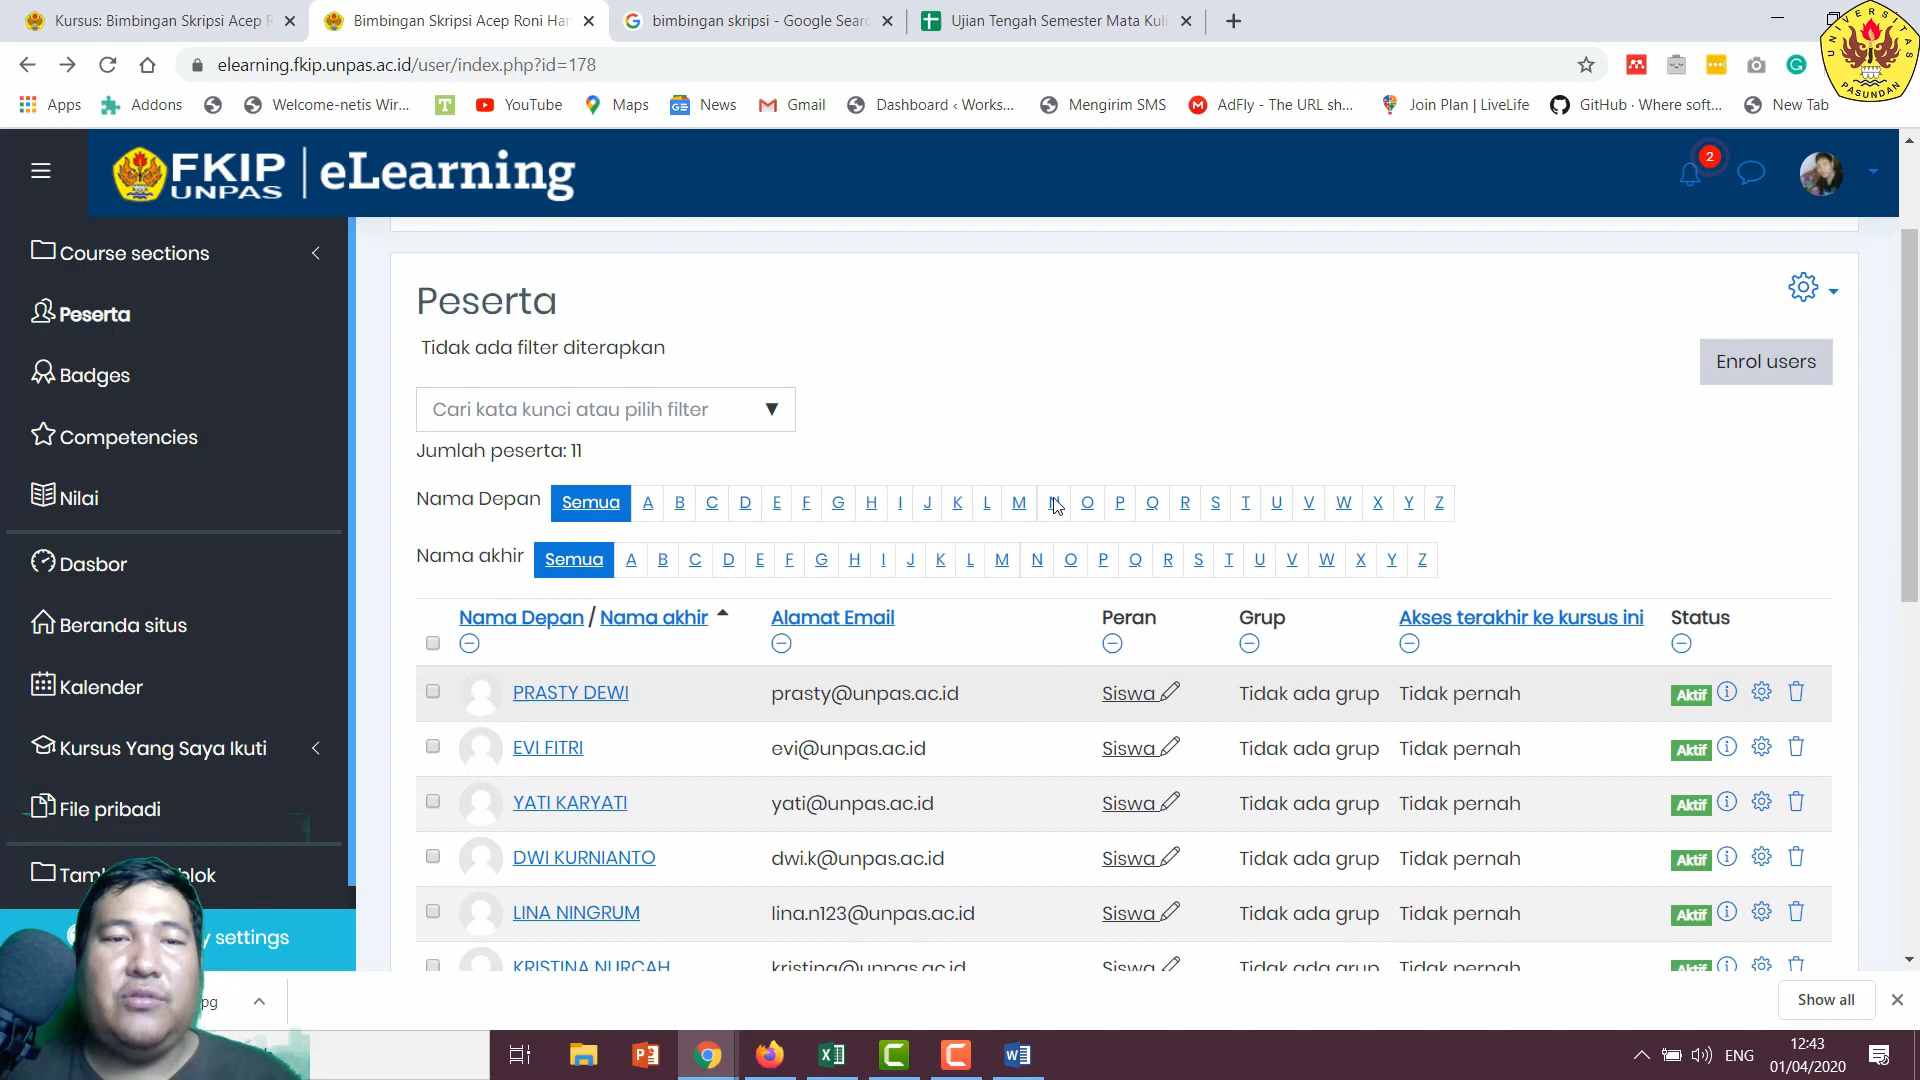 Kursus: Bimbingan Skripsi Acep R
Bimbingan Skripsi Acep Roni Han
bimbingan skripsi - Google Searc
Ujian Tengah Semester Mata Kuli
elearning.fkip.unpas.ac.id/user/index.php?id=178
UNIVERSITAS
PASUNDAN
Apps
Addons
Welcome-netis Wir...
YouTube
Maps
News
Gmail
Dashboard ‹ Works...
Mengirim SMS
AdFly - The URL sh...
Join Plan | LiveLife
GitHub · Where soft...
New Tab
FKIP UNPAS | eLearning
2
Course sections
Peserta
Badges
Competencies
Nilai
Dasbor
Beranda situs
Kalender
Kursus Yang Saya Ikuti
File pribadi
blok
settings
Peserta
Tidak ada filter diterapkan
Enrol users
Cari kata kunci atau pilih filter ▼
Jumlah peserta: 11
Nama Depan Semua A B C D E F G H I J K L M N O P Q R S T U V W X Y Z
Nama akhir Semua A B C D E F G H I J K L M N O P Q R S T U V W X Y Z
Nama Depan / Nama akhir Alamat Email Peran Grup Akses terakhir ke kursus ini Status
PRASTY DEWI prasty@unpas.ac.id Siswa Tidak ada grup Tidak pernah Aktif
EVI FITRI evi@unpas.ac.id Siswa Tidak ada grup Tidak pernah Aktif
YATI KARYATI yati@unpas.ac.id Siswa Tidak ada grup Tidak pernah Aktif
DWI KURNIANTO dwi.k@unpas.ac.id Siswa Tidak ada grup Tidak pernah Aktif
LINA NINGRUM lina.n123@unpas.ac.id Siswa Tidak ada grup Tidak pernah Aktif
KRISTINA NURCAH kristina@unpas.ac.id Siswa Tidak ada grup Tidak pernah Aktif
pg
Show all
ENG
12:43
01/04/2020